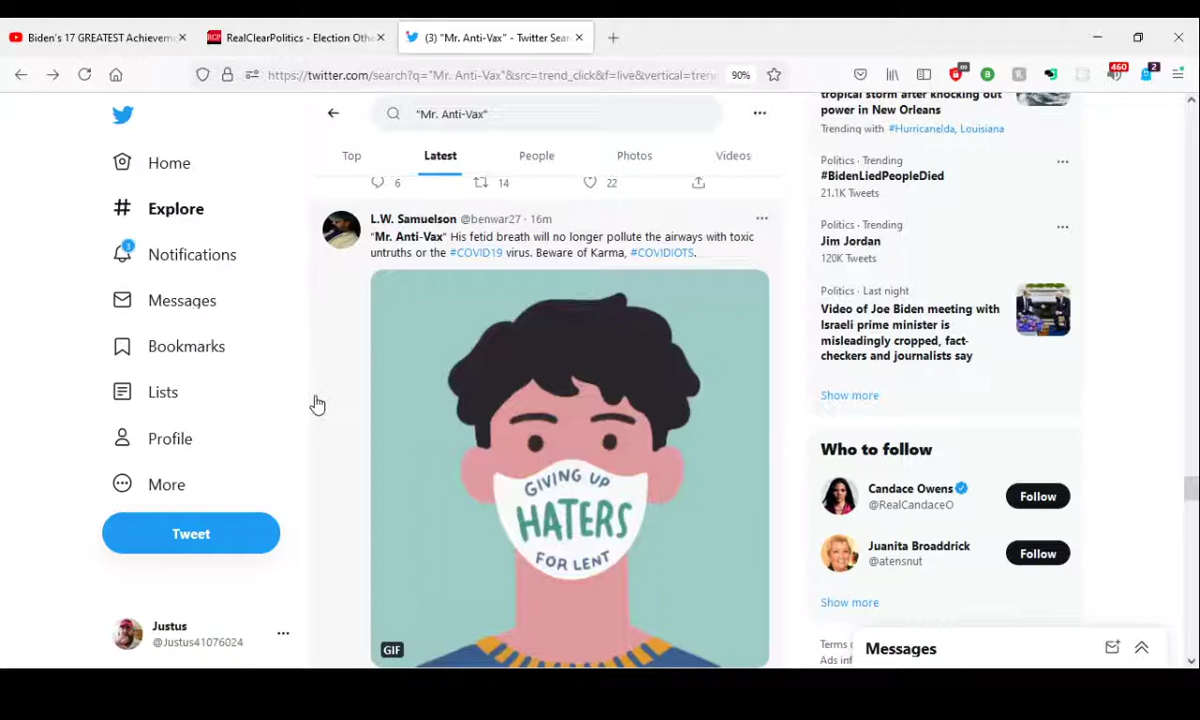 Biden's 17 GREATEST Achievem
RealClearPolitics - Election Oth
(3) "Mr. Anti-Vax" - Twitter Sear
https://twitter.com/search?q="Mr. Anti-Vax"&src=trend_click&f=live&vertical=tren
90%
460
2
"Mr. Anti-Vax"
Top
Latest
People
Photos
Videos
Home
Explore
3
Notifications
Messages
Bookmarks
Lists
Profile
More
Tweet
Justus
@Justus41076024
6
14
22
L.W. Samuelson @benwar27 · 16m
"Mr. Anti-Vax" His fetid breath will no longer pollute the airways with toxic
untruths or the #COVID19 virus. Beware of Karma, #COVIDIOTS.
GIVING UP
HATERS
FOR LENT
GIF
tropical storm after knocking out
power in New Orleans
Trending with #HurricaneIda, Louisiana
Politics · Trending
#BidenLiedPeopleDied
21.1K Tweets
Politics · Trending
Jim Jordan
120K Tweets
Politics · Last night
Video of Joe Biden meeting with
Israeli prime minister is
misleadingly cropped, fact-
checkers and journalists say
Show more
Who to follow
Candace Owens
@RealCandaceO
Follow
Juanita Broaddrick
@atensnut
Follow
Show more
Terms
Ads inf
Messages